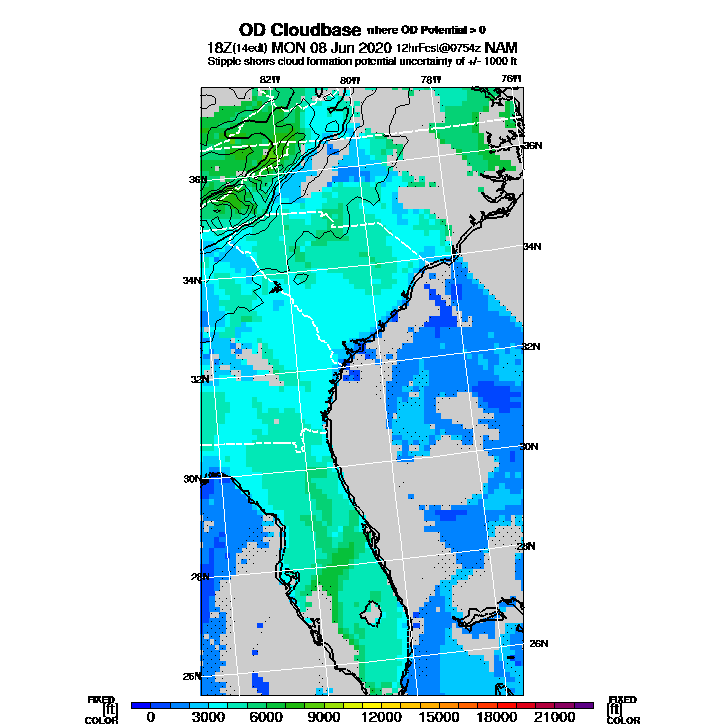 OD Cloudbase where OD Potential > 0
18Z(14edt) MON 08 Jun 2020 12hrFcst@0754z NAM
Stipple shows cloud formation potential uncertainty of +/- 1000 ft
82W 80W 78W 76W
36N 36N
34N 34N
32N 32N
30N 30N
28N 28N
26N 26N
FIXED FIXED
[ft] [ft]
COLOR COLOR
0 3000 6000 9000 12000 15000 18000 21000